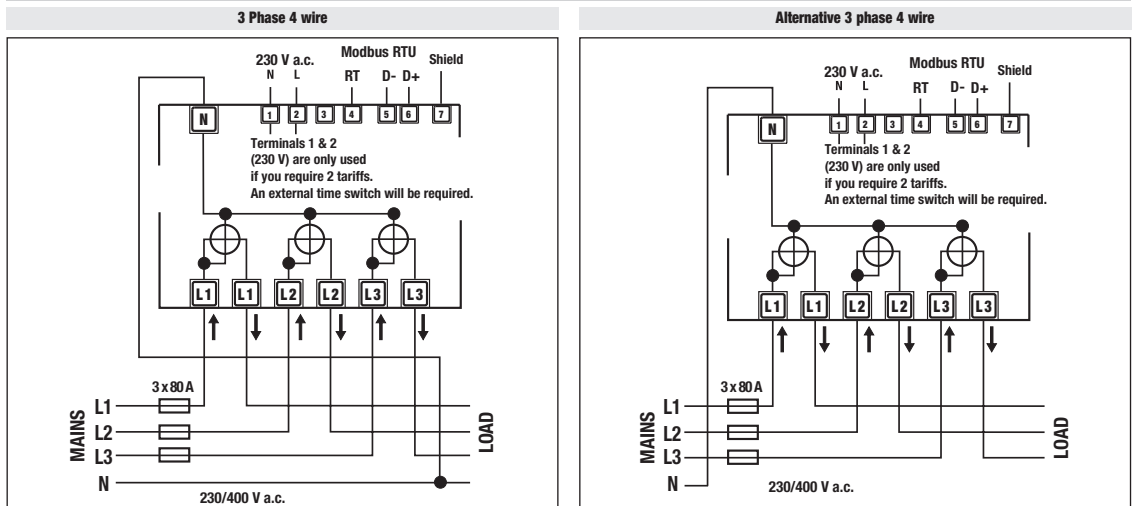 3 Phase 4 wire
230 V a.c.
N L
Modbus RTU
RT D- D+
Shield
N
1 2 3 4 5 6 7
Terminals 1 & 2
(230 V) are only used
if you require 2 tariffs.
An external time switch will be required.
L1 L1 L2 L2 L3 L3
3 x 80 A
MAINS
L1
L2
L3
N
LOAD
230/400 V a.c.
Alternative 3 phase 4 wire
230 V a.c.
N L
Modbus RTU
RT D- D+
Shield
N
1 2 3 4 5 6 7
Terminals 1 & 2
(230 V) are only used
if you require 2 tariffs.
An external time switch will be required.
L1 L1 L2 L2 L3 L3
3 x 80 A
MAINS
L1
L2
L3
N
LOAD
230/400 V a.c.